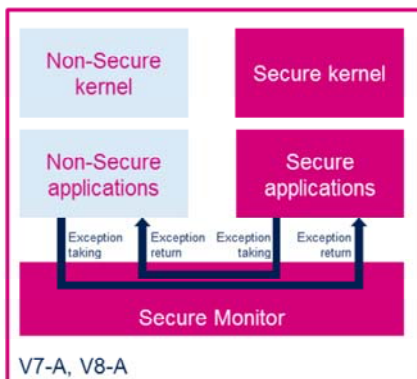 Non-Secure
kernel
Secure kernel
Non-Secure
applications
Secure
applications
Exception
taking
Exception
return
Exception
taking
Exception
return
Secure Monitor
V7-A, V8-A